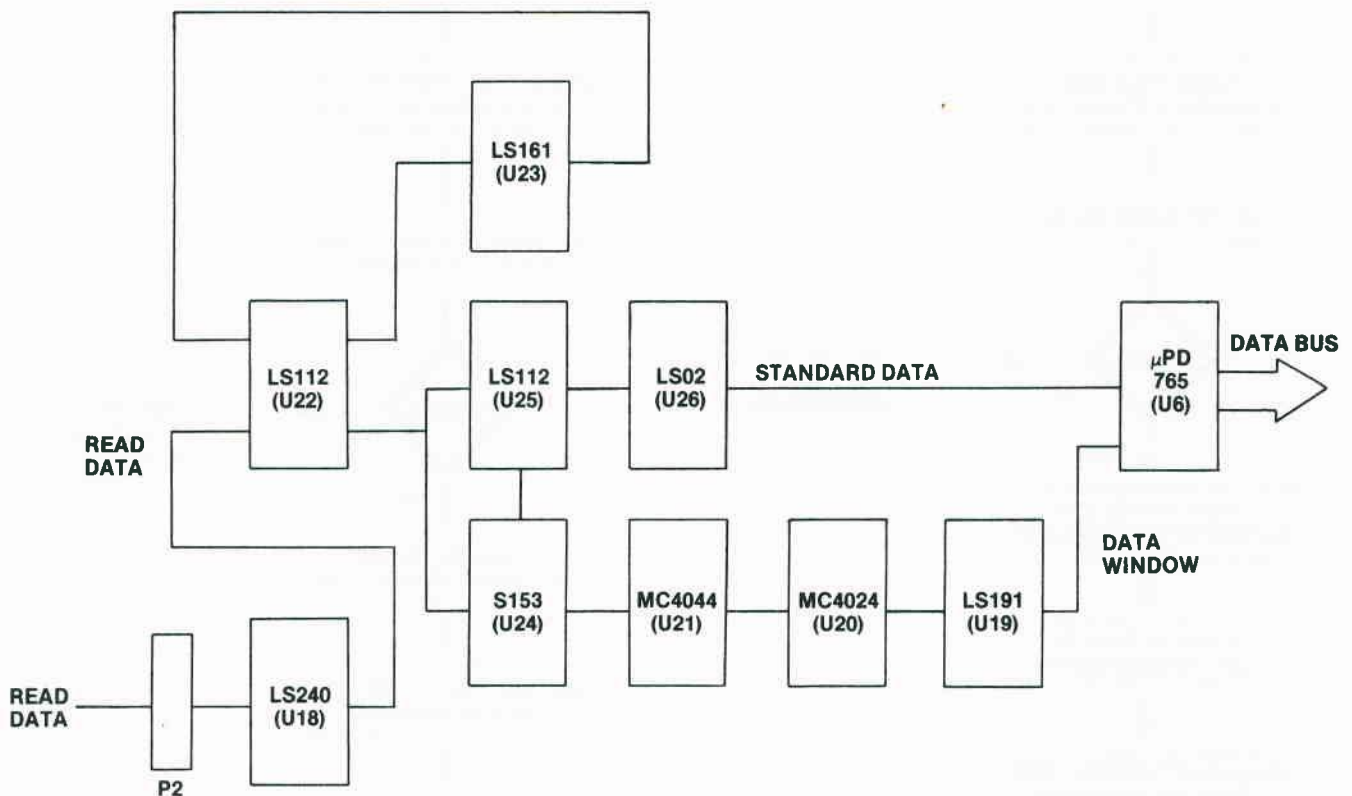 LS161
(U23)
LS112
(U22)
LS112
(U25)
LS02
(U26)
STANDARD DATA
μPD
765
(U6)
DATA BUS
READ
DATA
S153
(U24)
MC4044
(U21)
MC4024
(U20)
LS191
(U19)
DATA
WINDOW
READ
DATA
P2
LS240
(U18)